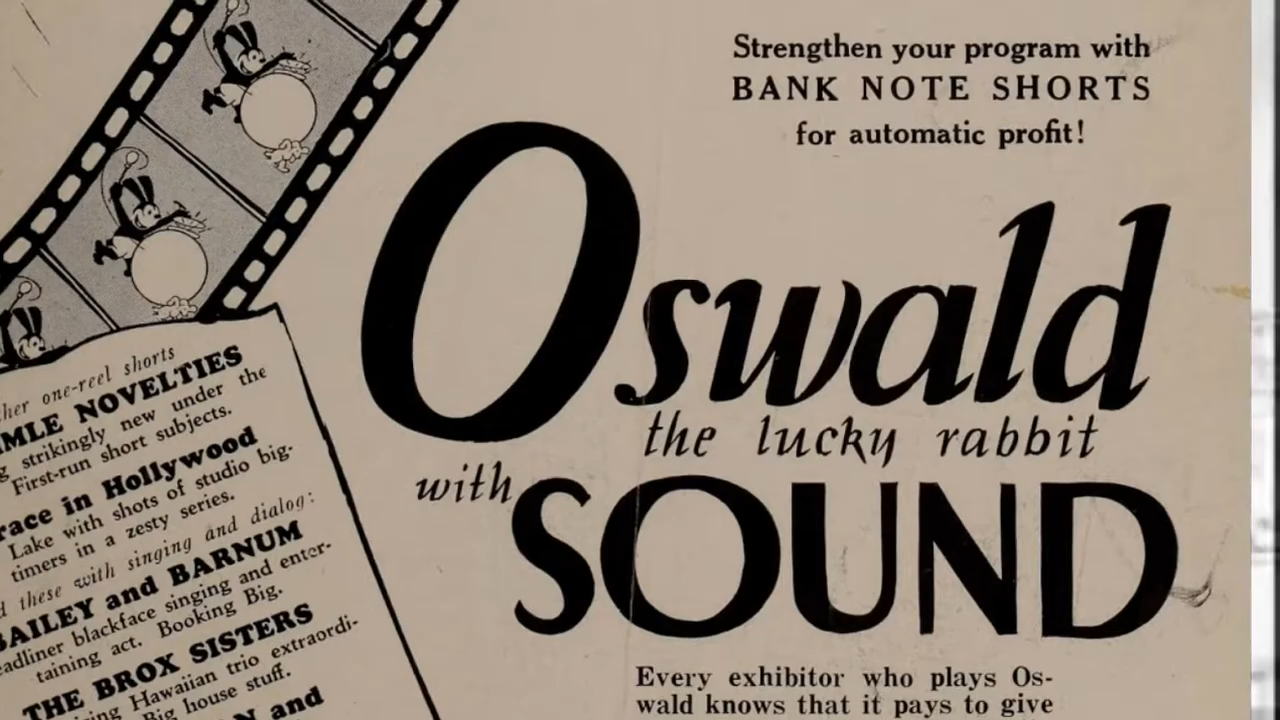 Strengthen your program with
BANK NOTE SHORTS
for automatic profit!
Oswald
the lucky rabbit
with SOUND
Every exhibitor who plays Os-
wald knows that it pays to give
one-reel shorts
NOVELTIES
strikingly new under the
First-run short subjects.
in Hollywood
Lake with shots of studio big-
timers in a zesty series.
these with singing and dialog:
BAILEY and BARNUM
blackface singing and enter-
taining act. Booking Big.
THE BROX SISTERS
Hawaiian trio extraordi-
Big house stuff.
and